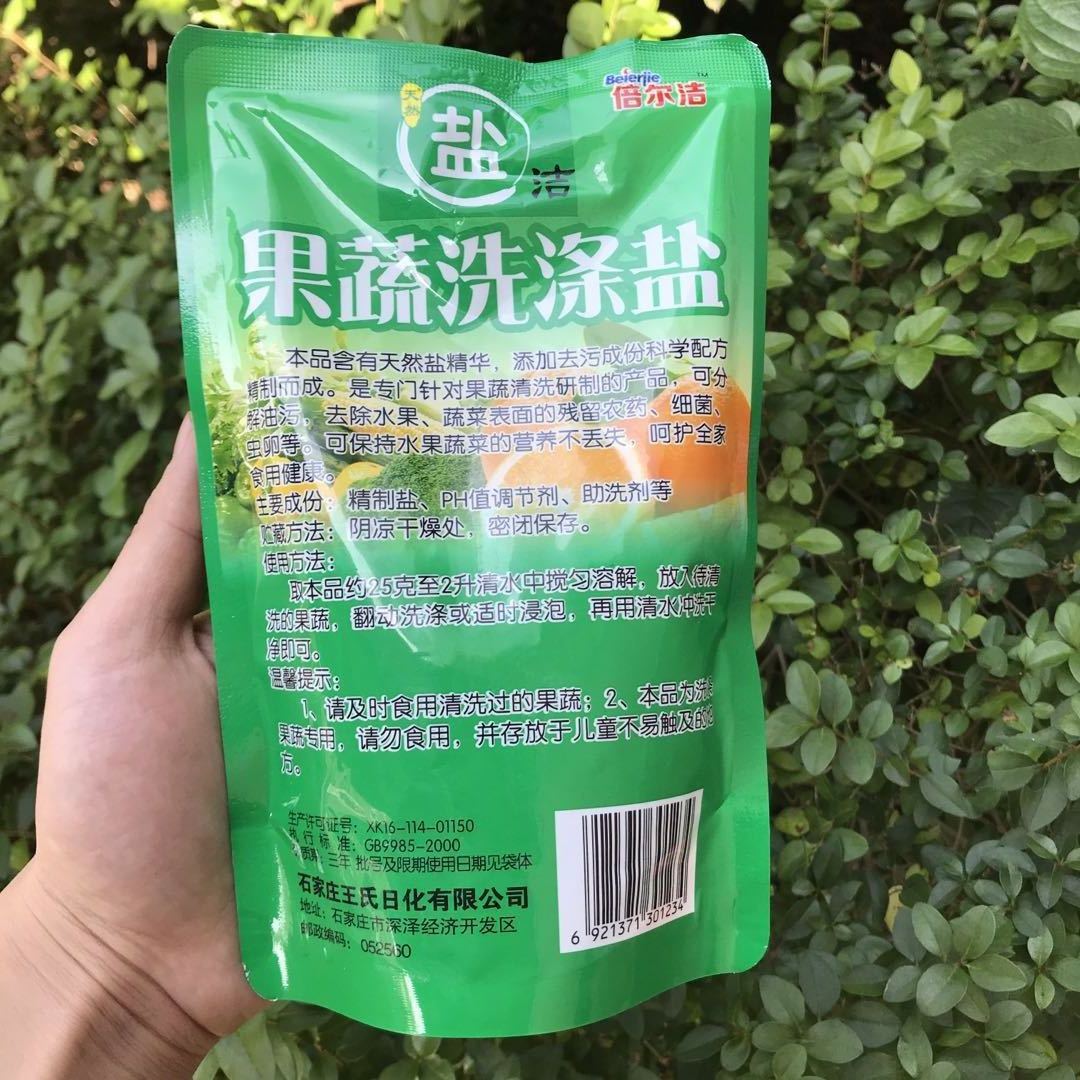 天然
盐
洁
Beierjie™
倍尔洁
果蔬洗涤盐
本品含有天然盐精华，添加去污成份科学配方
精制而成。是专门针对果蔬清洗研制的产品，可分
解油污，去除水果、蔬菜表面的残留农药、细菌、
虫卵等。可保持水果蔬菜的营养不丢失，呵护全家
食用健康。
主要成份：精制盐、PH值调节剂、助洗剂等
贮藏方法：阴凉干燥处，密闭保存。
使用方法：
取本品约25克至2升清水中搅匀溶解，放入待清
洗的果蔬，翻动洗涤或适时浸泡，再用清水冲洗干
净即可。
温馨提示：
1、请及时食用清洗过的果蔬；2、本品为洗涤
果蔬专用，请勿食用，并存放于儿童不易触及的地
方。
生产许可证号：XK16-114-01150
执行标准：GB9985-2000
质期：三年 批号及限期使用日期见袋体
石家庄王氏日化有限公司
地址：石家庄市深泽经济开发区
邮政编码：052560
6 921371 301234